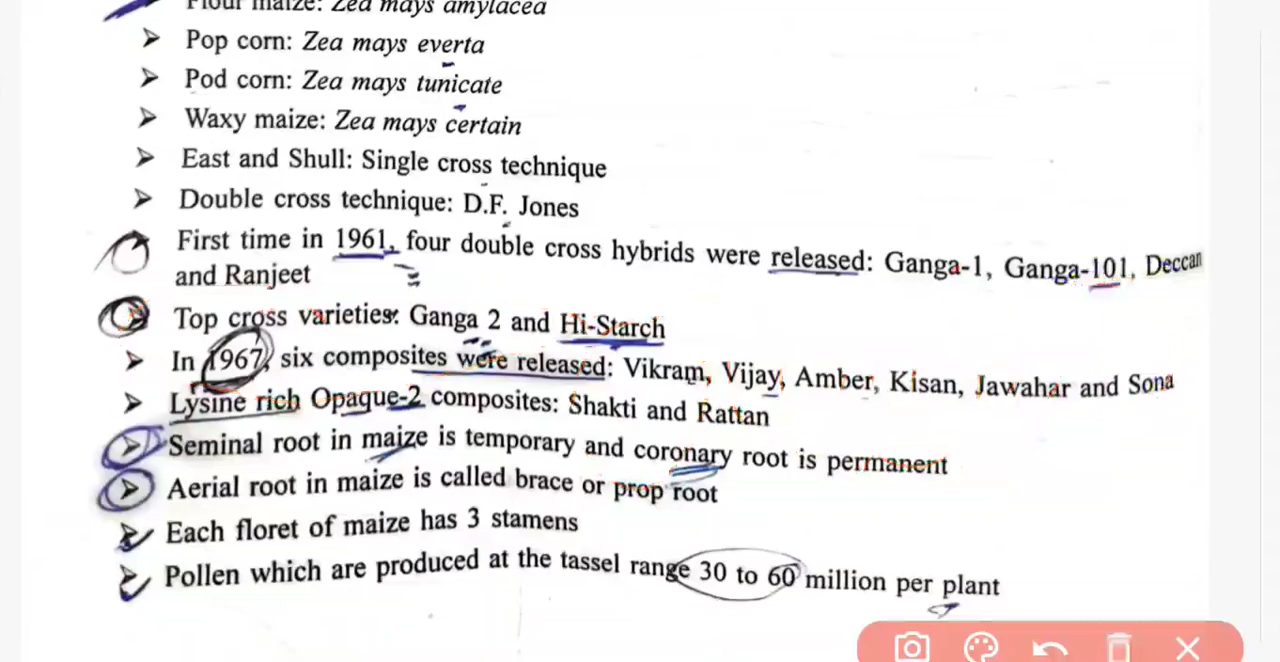 Flour maize: Zea mays amylacea
➤ Pop corn: Zea mays everta
➤ Pod corn: Zea mays tunicate
➤ Waxy maize: Zea mays certain
➤ East and Shull: Single cross technique
➤ Double cross technique: D.F. Jones
First time in 1961, four double cross hybrids were released: Ganga-1, Ganga-101, Deccan
and Ranjeet
➤ Top cross varieties: Ganga 2 and Hi-Starch
➤ In 1967, six composites were released: Vikram, Vijay, Amber, Kisan, Jawahar and Sona
➤ Lysine rich Opaque-2 composites: Shakti and Rattan
➤ Seminal root in maize is temporary and coronary root is permanent
➤ Aerial root in maize is called brace or prop root
➤ Each floret of maize has 3 stamens
➤ Pollen which are produced at the tassel range 30 to 60 million per plant